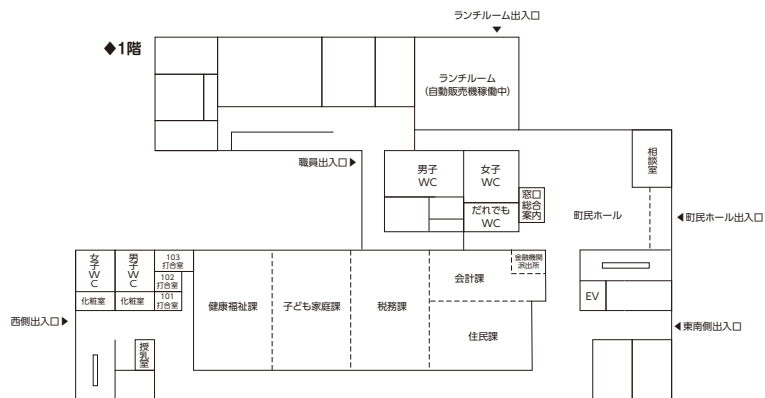 ランチルーム出入口
▼
◆1階
ランチルーム
(自動販売機稼働中)
職員出入口▶
男子
WC
女子
WC
だれでも
WC
窓口
総合
案内
相談室
町民ホール
◀町民ホール出入口
女子WC
男子WC
化粧室
化粧室
103
打合室
102
打合室
101
打合室
健康福祉課
子ども家庭課
税務課
会計課
金融機関
派出所
住民課
EV
西側出入口▶
◀東南側出入口
授乳室